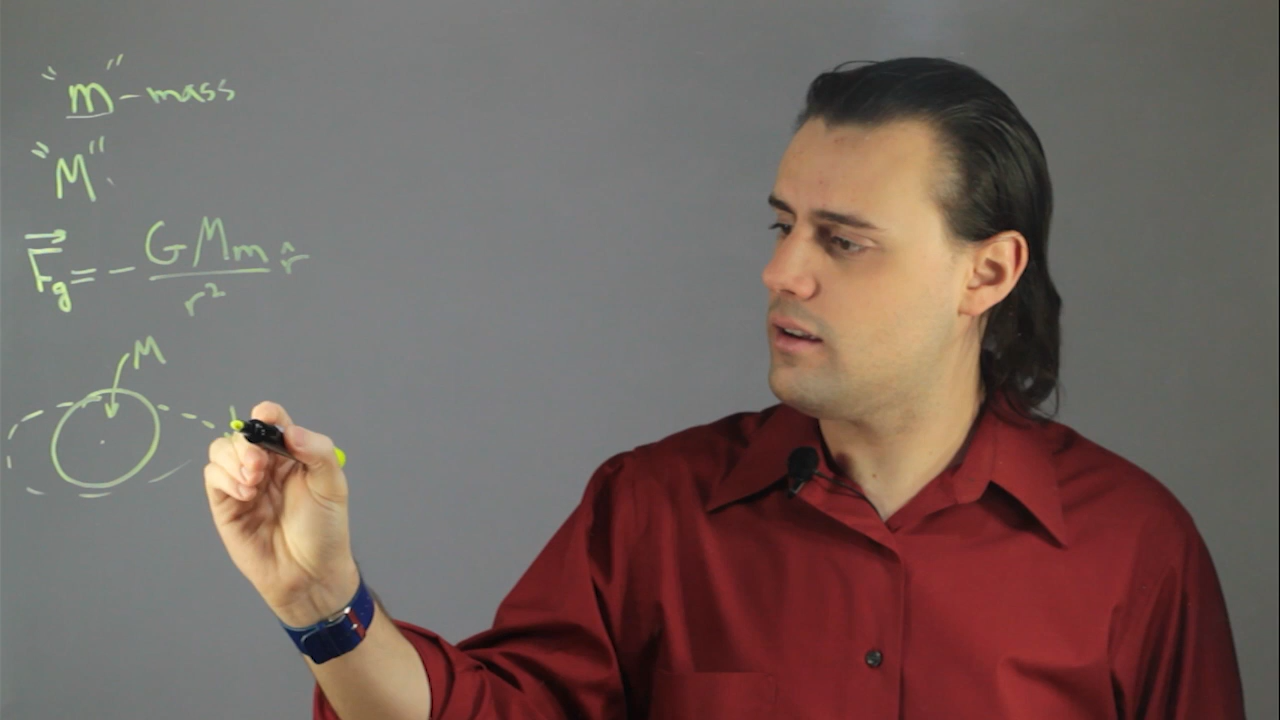 "m" - mass
"M"
F⃗g = - GMm/r² r̂
M